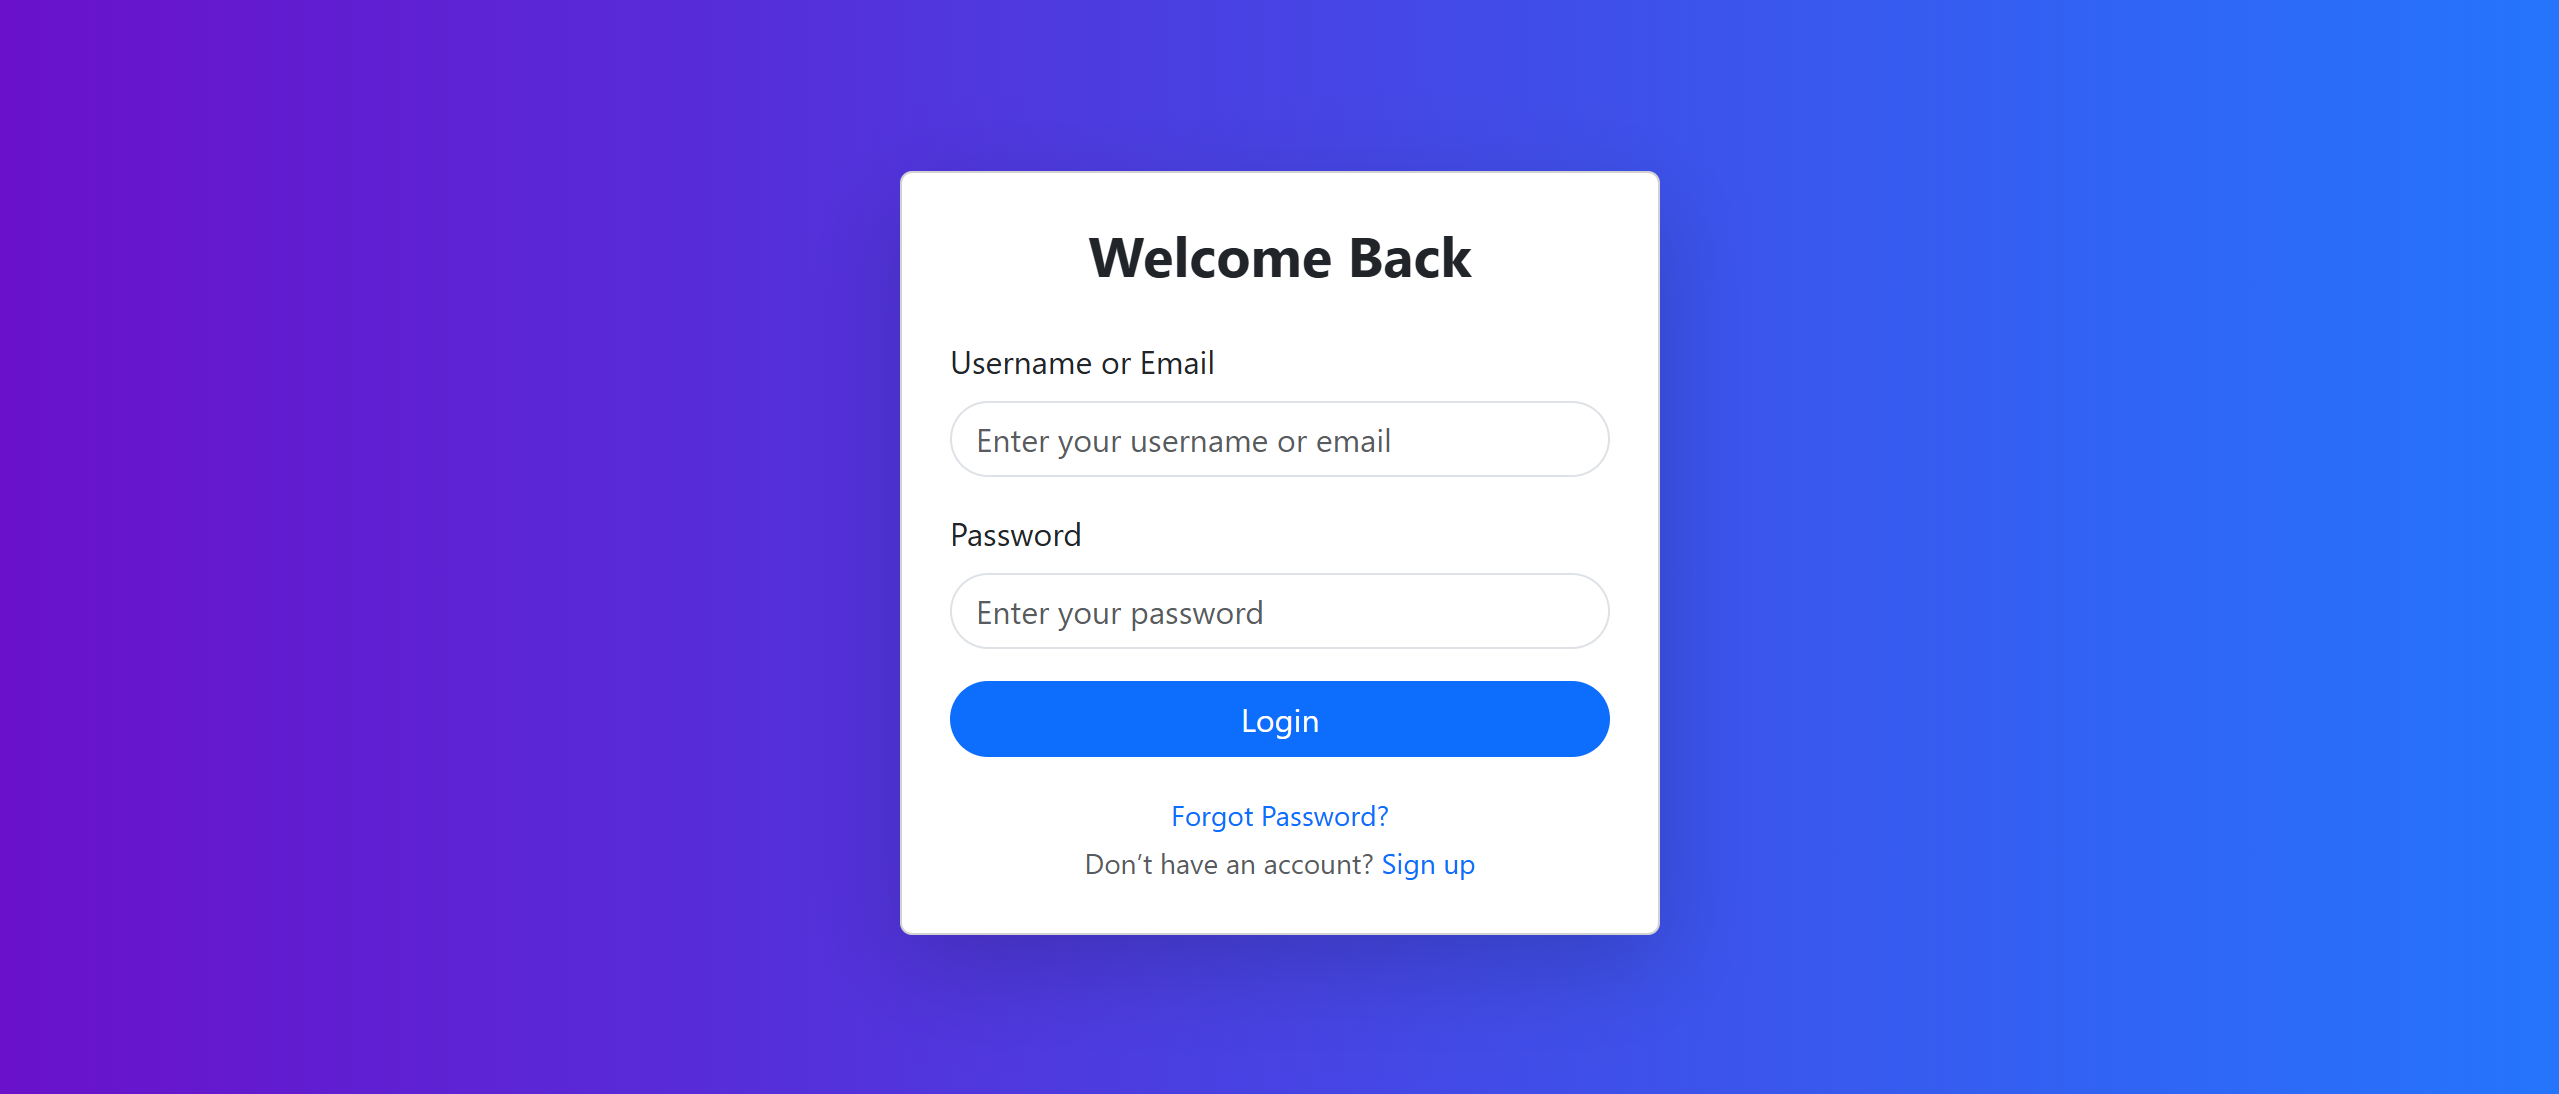 Welcome Back
Username or Email
Enter your username or email
Password
Enter your password
Login
Forgot Password?
Don’t have an account? Sign up